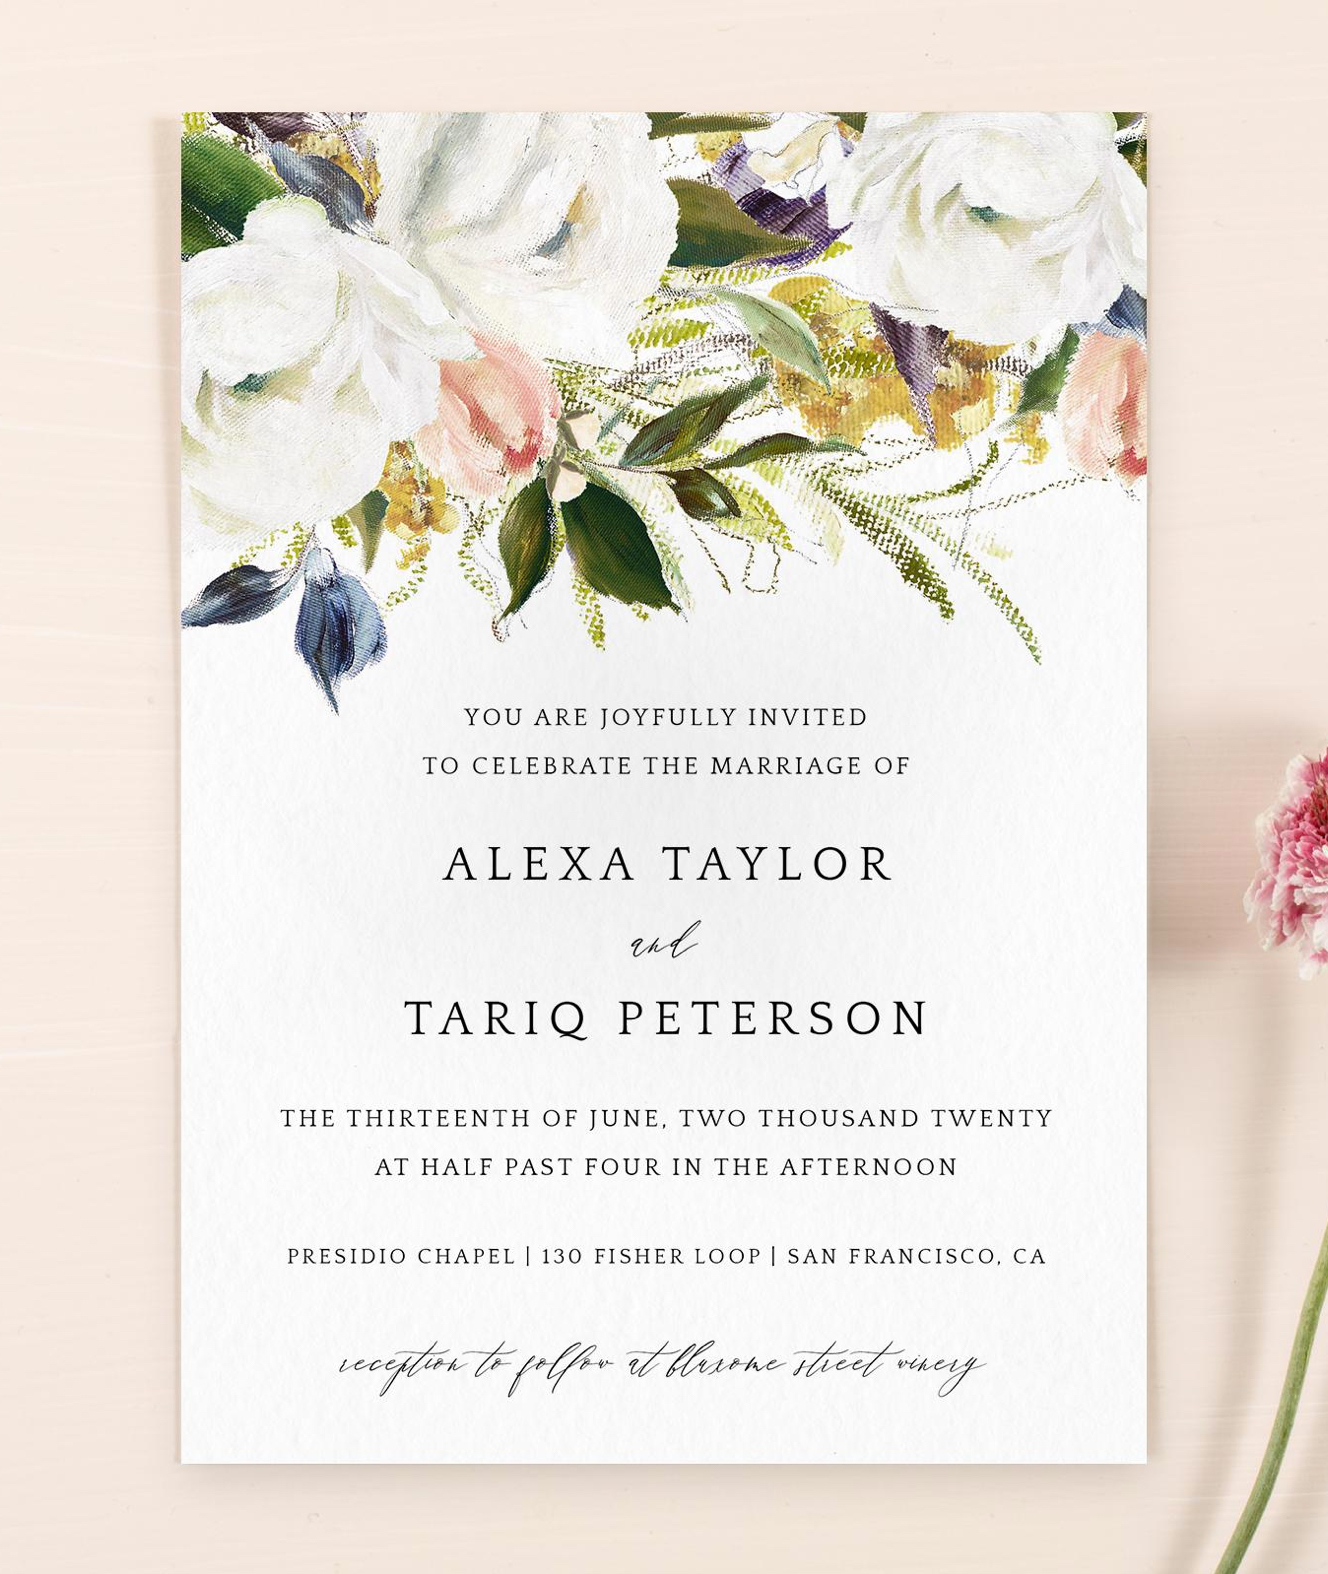 YOU ARE JOYFULLY INVITED
TO CELEBRATE THE MARRIAGE OF
ALEXA TAYLOR
and
TARIQ PETERSON
THE THIRTEENTH OF JUNE, TWO THOUSAND TWENTY
AT HALF PAST FOUR IN THE AFTERNOON
PRESIDIO CHAPEL | 130 FISHER LOOP | SAN FRANCISCO, CA
reception to follow at bluxome street winery